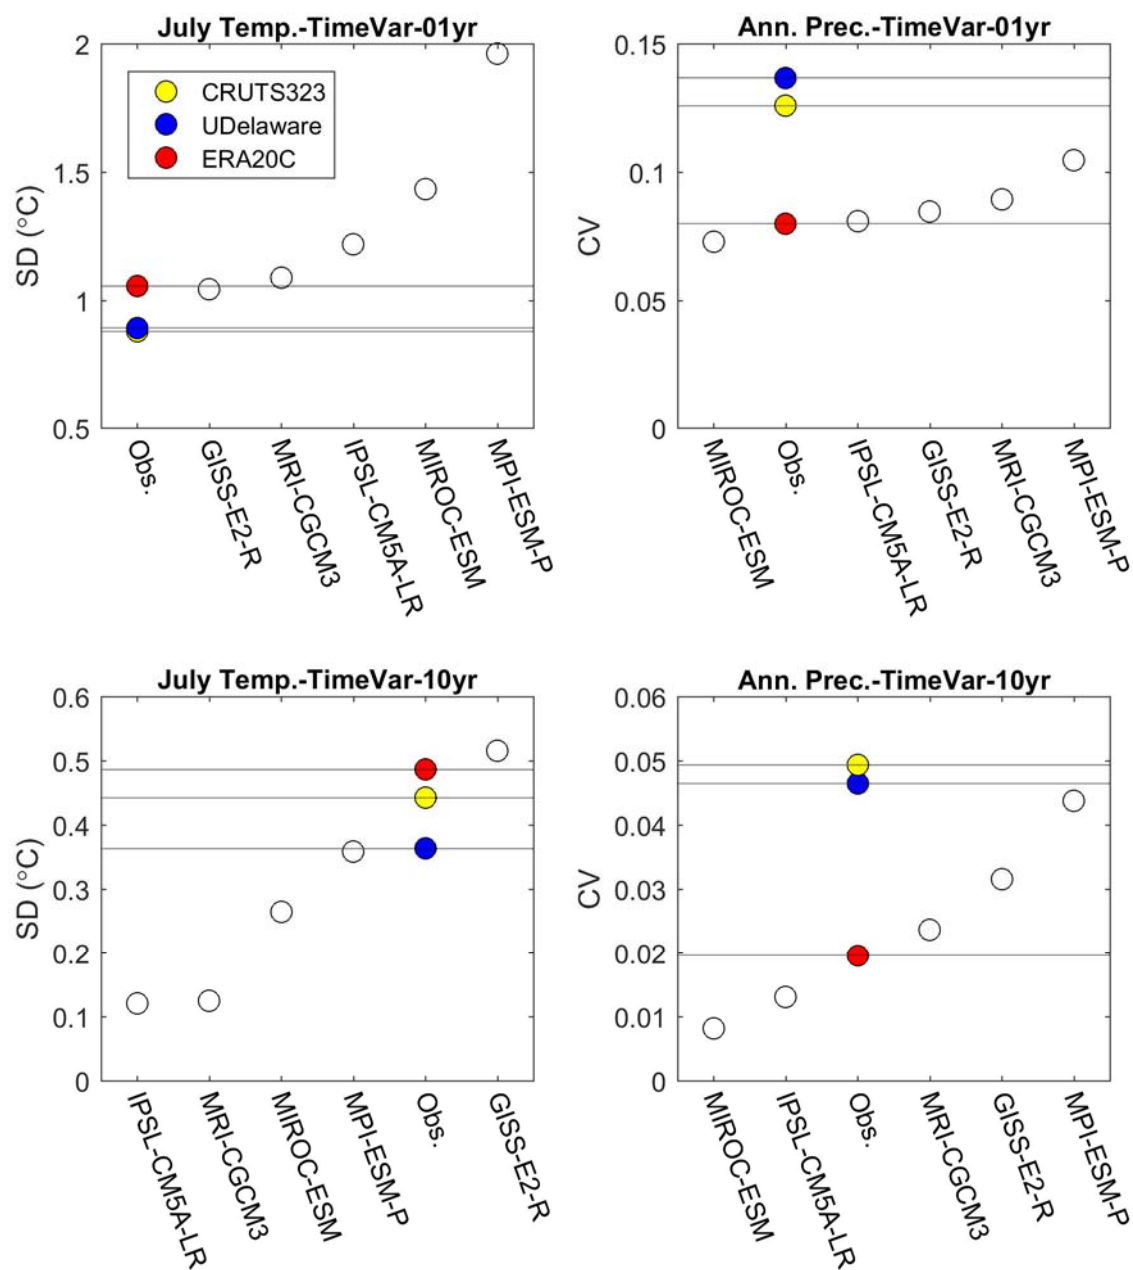 July Temp.-TimeVar-01yr
2
1.5
1
0.5
SD (°C)
CRUTS323
UDelaware
ERA20C
Obs.
GISS-E2-R
MRI-CGCM3
IPSL-CM5A-LR
MIROC-ESM
MPI-ESM-P
Ann. Prec.-TimeVar-01yr
0.15
0.1
0.05
0
CV
MIROC-ESM
Obs.
IPSL-CM5A-LR
GISS-E2-R
MRI-CGCM3
MPI-ESM-P
July Temp.-TimeVar-10yr
0.6
0.5
0.4
0.3
0.2
0.1
0
SD (°C)
IPSL-CM5A-LR
MRI-CGCM3
MIROC-ESM
MPI-ESM-P
Obs.
GISS-E2-R
Ann. Prec.-TimeVar-10yr
0.06
0.05
0.04
0.03
0.02
0.01
0
CV
MIROC-ESM
IPSL-CM5A-LR
Obs.
MRI-CGCM3
GISS-E2-R
MPI-ESM-P